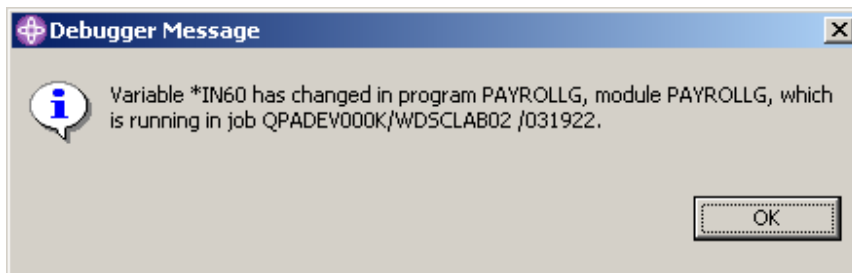 Debugger Message
Variable *IN60 has changed in program PAYROLLG, module PAYROLLG, which
is running in job QPADEV000K/WDSCLAB02 /031922.
OK